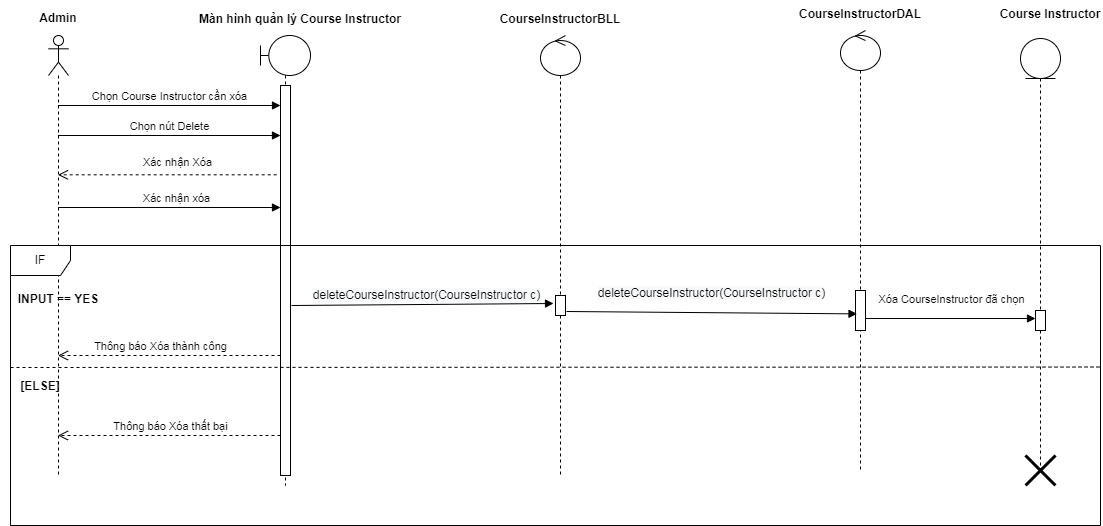 Admin
Màn hình quản lý Course Instructor
CourseInstructorBLL
CourseInstructorDAL
Course Instructor
Chọn Course Instructor cần xóa
Chọn nút Delete
Xác nhận Xóa
Xác nhận xóa
IF
INPUT == YES
deleteCourseInstructor(CourseInstructor c)
deleteCourseInstructor(CourseInstructor c)
Xóa CourseInstructor đã chọn
Thông báo Xóa thành công
[ELSE]
Thông báo Xóa thất bại